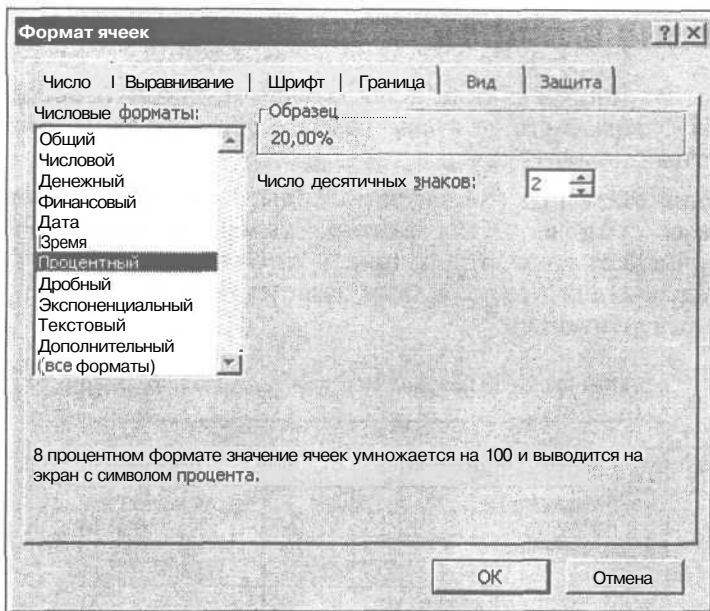 Формат ячеек
Число I Выравнивание | Шрифт | Граница | Вид | Защита |
Числовые форматы:
Образец
Общий
20,00%
Числовой
Денежный
Число десятичных знаков: 2
Финансовый
Дата
Зремя
Процентный
Дробный
Экспоненциальный
Текстовый
Дополнительный
(все форматы)
8 процентном формате значение ячеек умножается на 100 и выводится на
экран с символом процента.
OK
Отмена